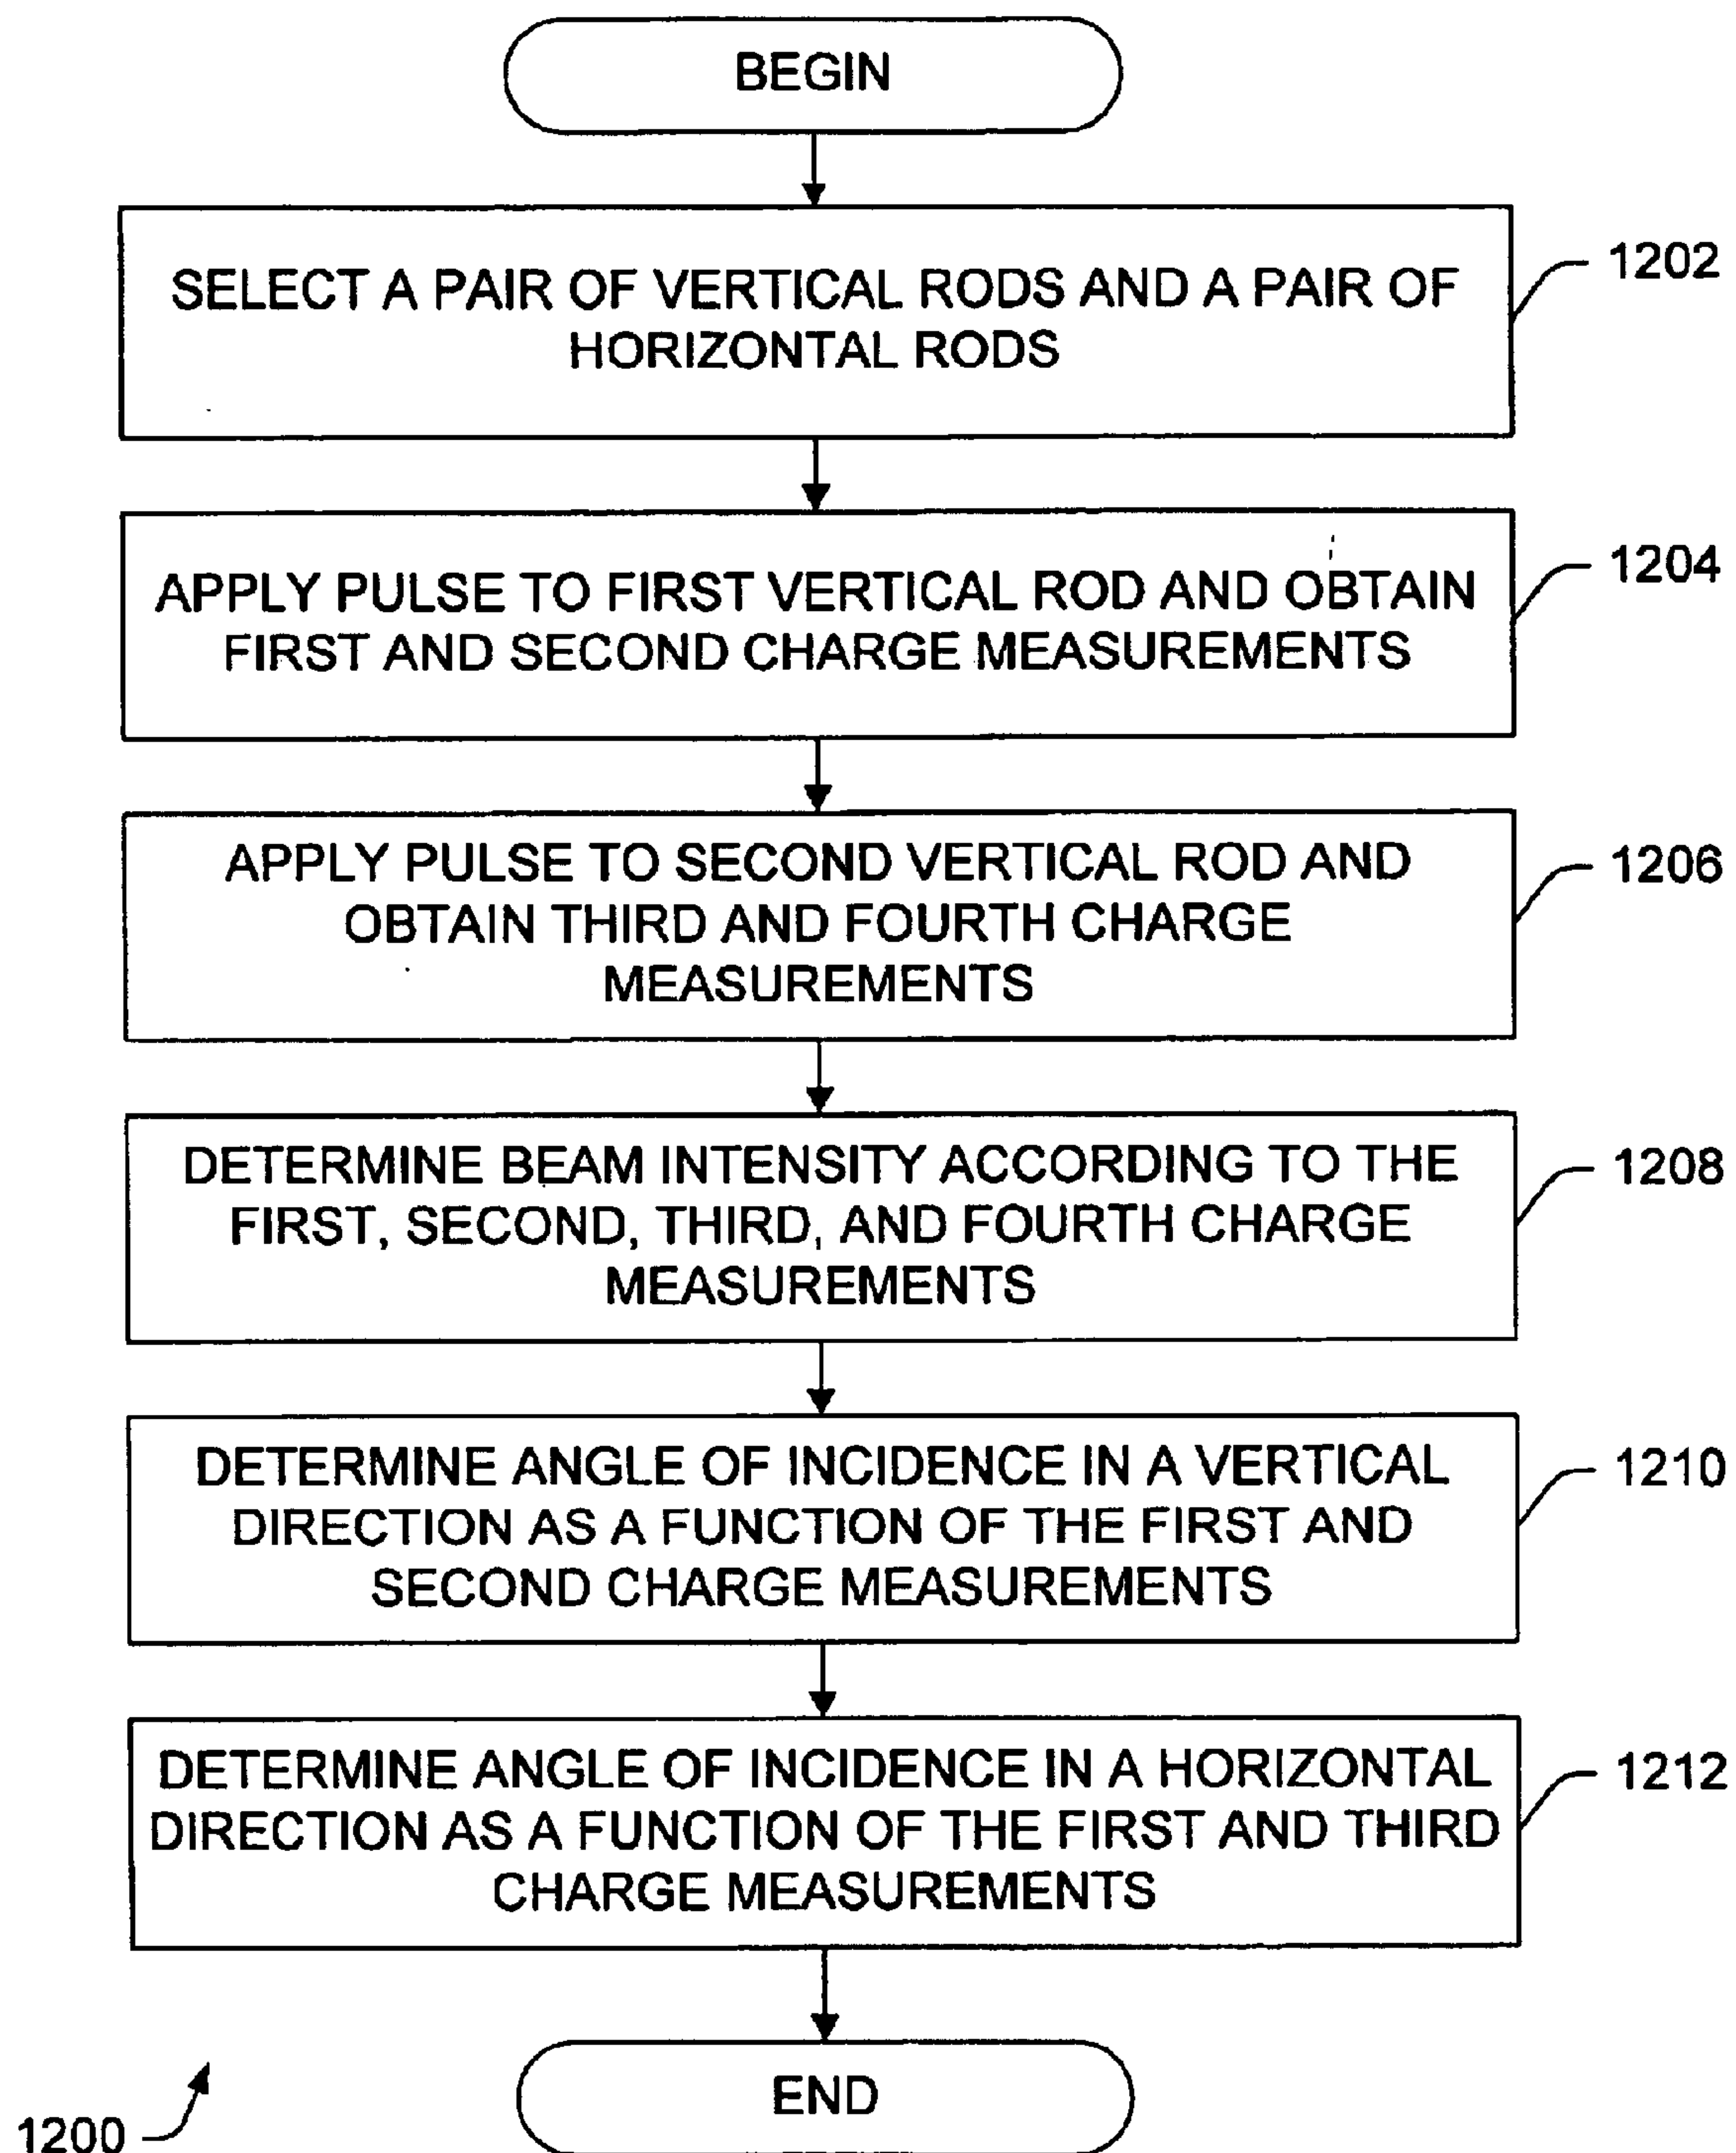 BEGIN
SELECT A PAIR OF VERTICAL RODS AND A PAIR OF
HORIZONTAL RODS
1202
APPLY PULSE TO FIRST VERTICAL ROD AND OBTAIN
FIRST AND SECOND CHARGE MEASUREMENTS
1204
APPLY PULSE TO SECOND VERTICAL ROD AND
OBTAIN THIRD AND FOURTH CHARGE
MEASUREMENTS
1206
DETERMINE BEAM INTENSITY ACCORDING TO THE
FIRST, SECOND, THIRD, AND FOURTH CHARGE
MEASUREMENTS
1208
DETERMINE ANGLE OF INCIDENCE IN A VERTICAL
DIRECTION AS A FUNCTION OF THE FIRST AND
SECOND CHARGE MEASUREMENTS
1210
DETERMINE ANGLE OF INCIDENCE IN A HORIZONTAL
DIRECTION AS A FUNCTION OF THE FIRST AND THIRD
CHARGE MEASUREMENTS
1212
END
1200